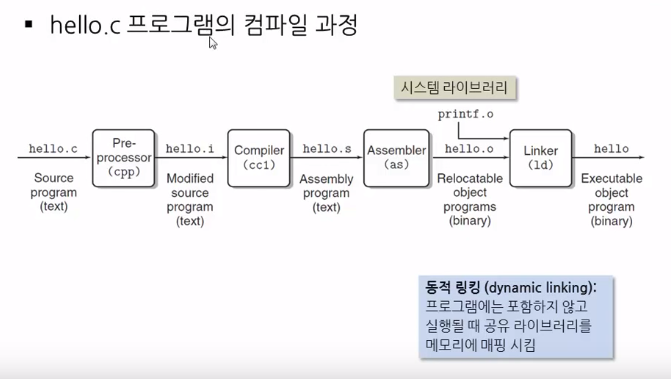 ▪ hello.c 프로그램의 컴파일 과정
시스템 라이브러리
printf.o
hello.c
Pre-
processor
(cpp)
hello.i
Compiler
(cc1)
hello.s
Assembler
(as)
hello.o
Linker
(ld)
hello
Source
program
(text)
Modified
source
program
(text)
Assembly
program
(text)
Relocatable
object
programs
(binary)
Executable
object
program
(binary)
동적 링킹 (dynamic linking):
프로그램에는 포함하지 않고
실행될 때 공유 라이브러리를
메모리에 매핑 시킴